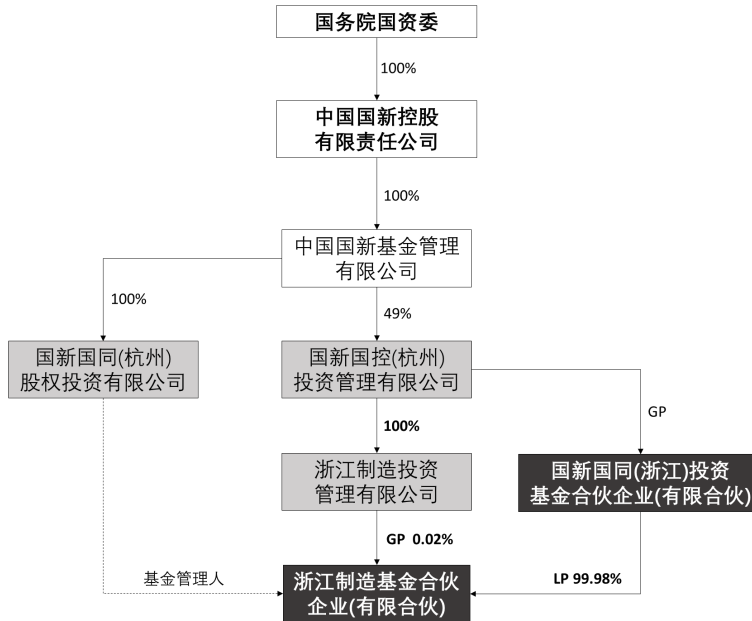 国务院国资委
100%
中国国新控股
有限责任公司
100%
中国国新基金管理
有限公司
100%
49%
国新国同(杭州)
股权投资有限公司
国新国控(杭州)
投资管理有限公司
GP
100%
浙江制造投资
管理有限公司
国新国同(浙江)投资
基金合伙企业(有限合伙)
GP 0.02%
基金管理人
浙江制造基金合伙
企业(有限合伙)
LP 99.98%